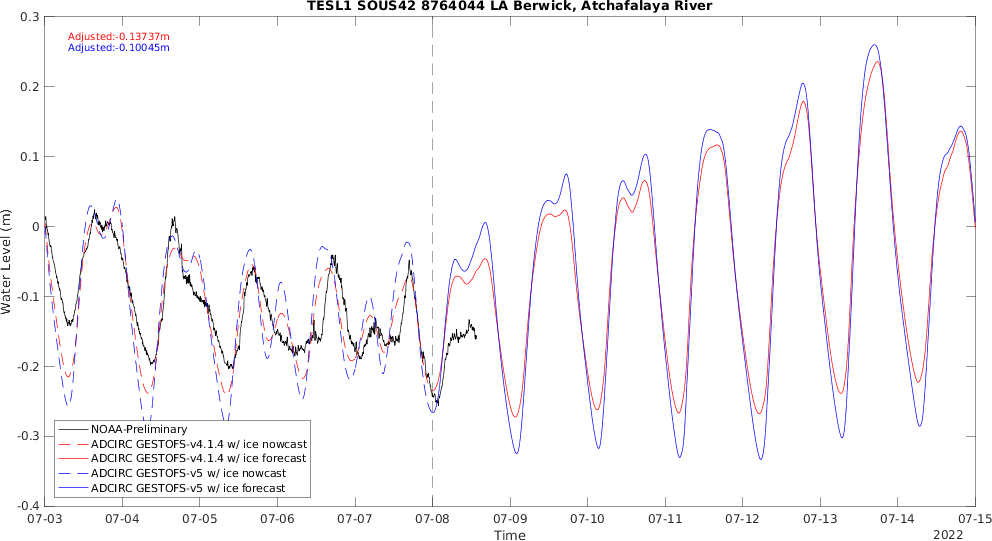 TESL1 SOUS42 8764044 LA Berwick, Atchafalaya River
0.3
Adjusted:-0.13737m
Adjusted:-0.10045m
0.2
0.1
0
-0.1
-0.2
-0.3
-0.4
Water Level (m)
NOAA-Preliminary
ADCIRC GESTOFS-v4.1.4 w/ ice nowcast
ADCIRC GESTOFS-v4.1.4 w/ ice forecast
ADCIRC GESTOFS-v5 w/ ice nowcast
ADCIRC GESTOFS-v5 w/ ice forecast
07-03 07-04 07-05 07-06 07-07 07-08 07-09 07-10 07-11 07-12 07-13 07-14 07-15
Time
2022